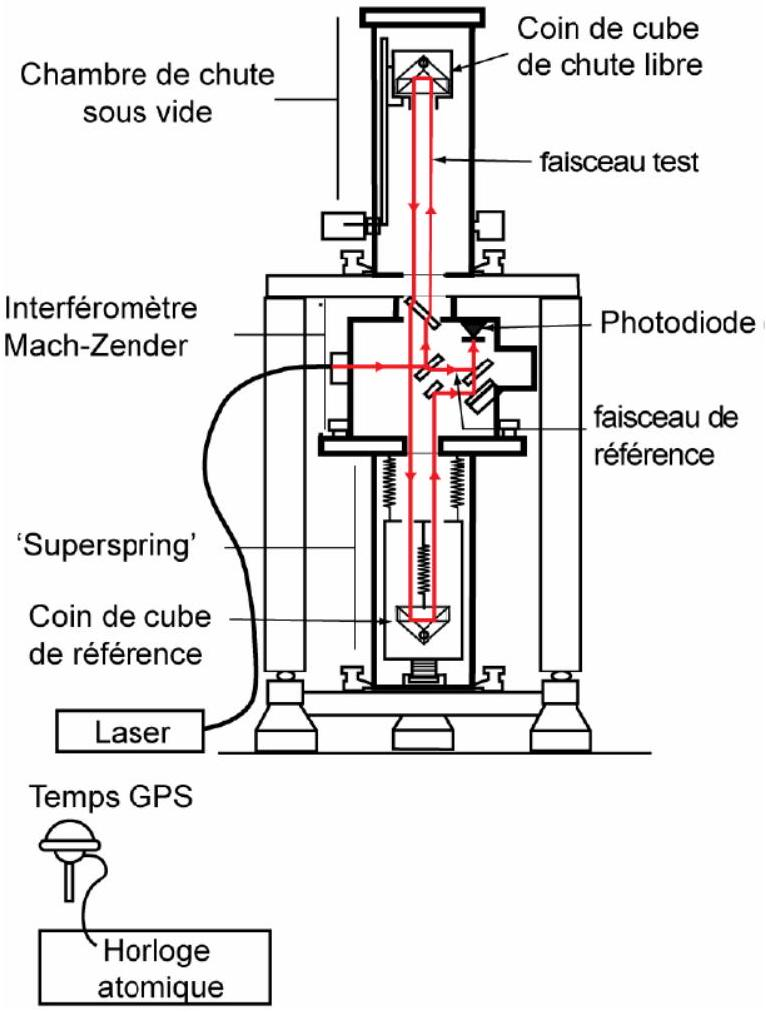 Coin de cube
de chute libre
Chambre de chute
sous vide
faisceau test
Interféromètre
Mach-Zender
Photodiode
faisceau de
référence
'Superspring'
Coin de cube
de référence
Laser
Temps GPS
Horloge
atomique